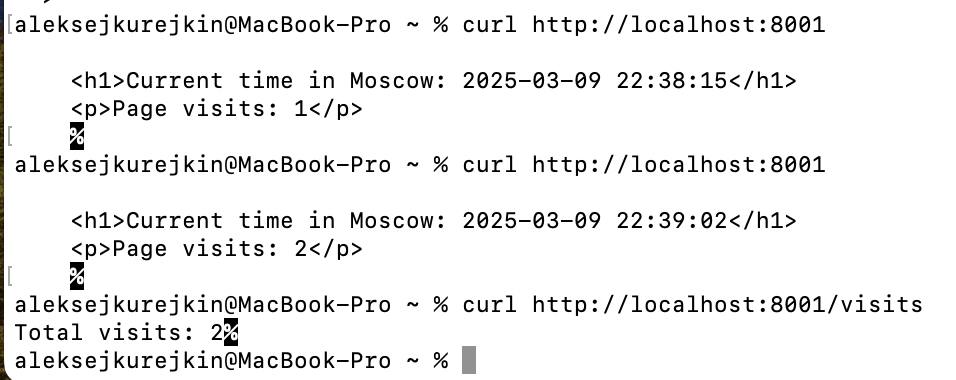 aleksejkurejkin@MacBook-Pro ~ % curl http://localhost:8001
<h1>Current time in Moscow: 2025-03-09 22:38:15</h1>
<p>Page visits: 1</p>
%
aleksejkurejkin@MacBook-Pro ~ % curl http://localhost:8001
<h1>Current time in Moscow: 2025-03-09 22:39:02</h1>
<p>Page visits: 2</p>
%
aleksejkurejkin@MacBook-Pro ~ % curl http://localhost:8001/visits
Total visits: 2%
aleksejkurejkin@MacBook-Pro ~ %